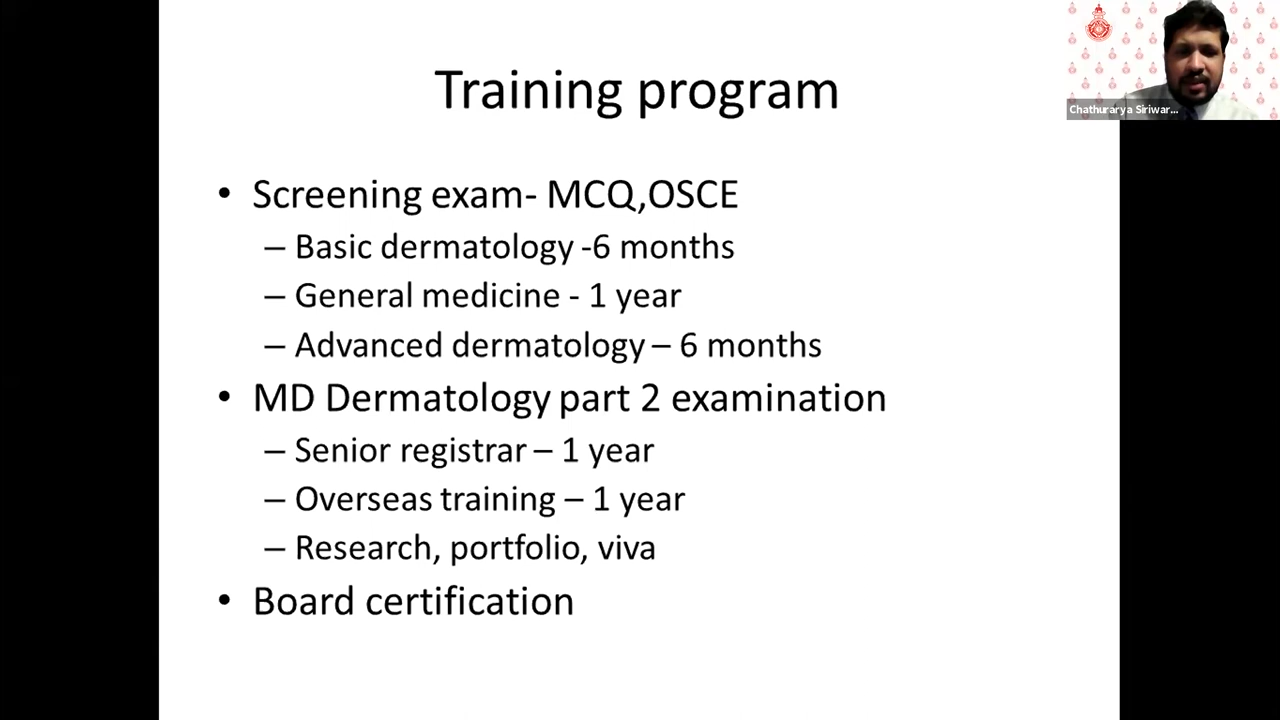 Training program
Chathurarya Siriwar...
• Screening exam- MCQ,OSCE
– Basic dermatology -6 months
– General medicine - 1 year
– Advanced dermatology – 6 months
• MD Dermatology part 2 examination
– Senior registrar – 1 year
– Overseas training – 1 year
– Research, portfolio, viva
• Board certification